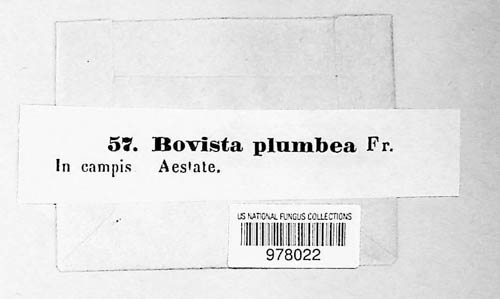 57. Bovista plumbea Fr.
In campis Aestate.
US NATIONAL FUNGUS COLLECTIONS
978022